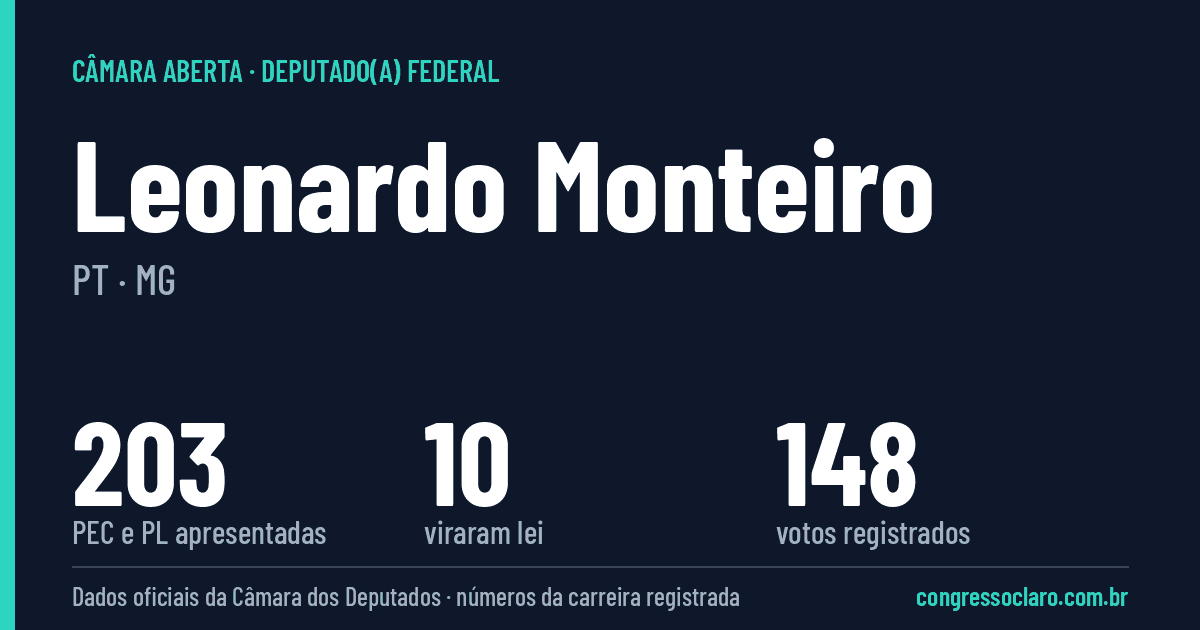 CÂMARA ABERTA · DEPUTADO(A) FEDERAL
Leonardo Monteiro
PT · MG
203 10 148
PEC e PL apresentadas viraram lei votos registrados
Dados oficiais da Câmara dos Deputados · números da carreira registrada congressoclaro.com.br